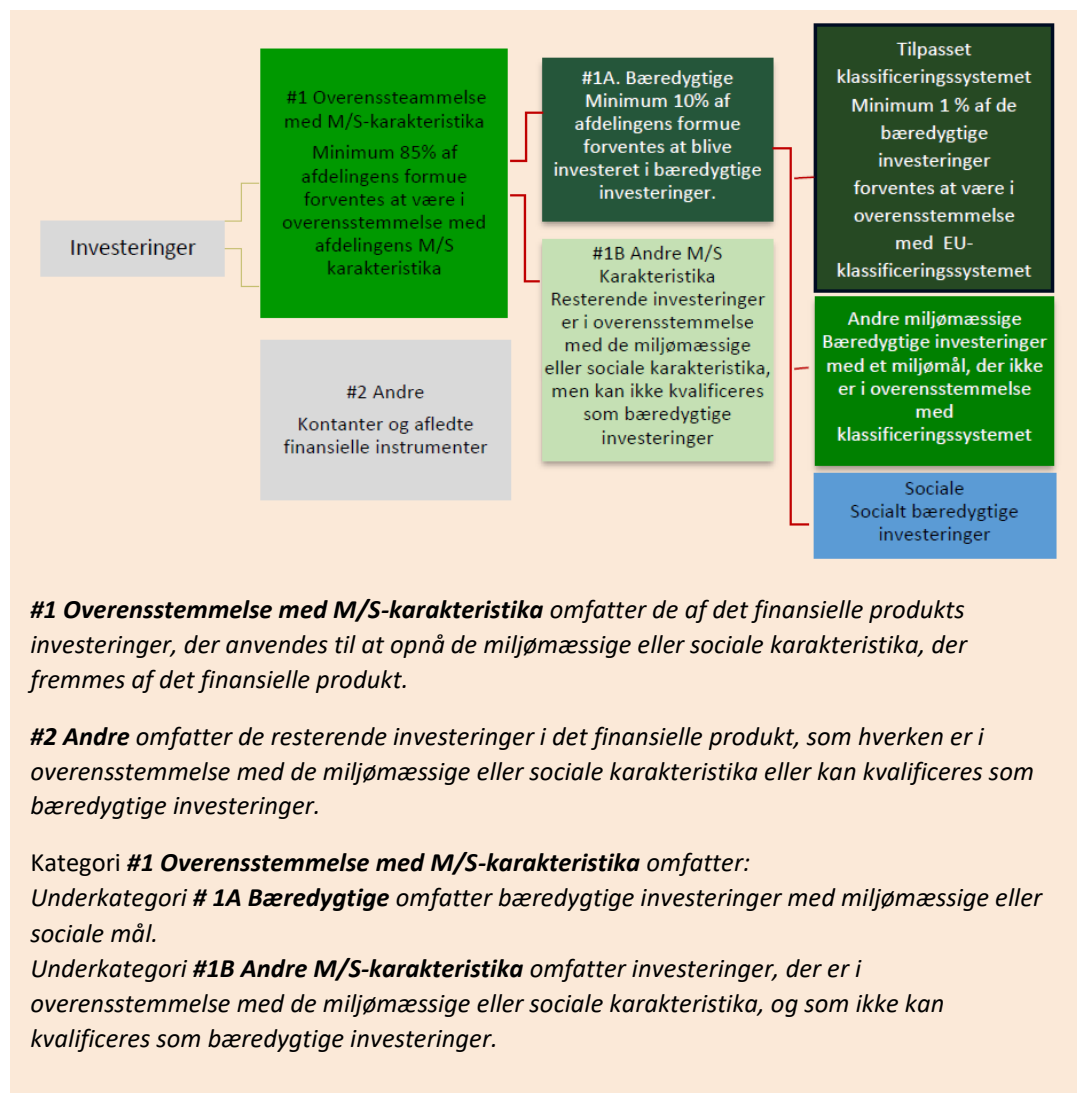 Investeringer
#1 Overenssteammelse
med M/S-karakteristika
Minimum 85% af
afdelingens formue
forventes at være i
overensstemmelse med
afdelingens M/S
karakteristika
#2 Andre
Kontanter og afledte
finansielle instrumenter
#1A. Bæredygtige
Minimum 10% af
afdelingens formue
forventes at blive
investeret i bæredygtige
investeringer.
#1B Andre M/S
Karakteristika
Resterende investeringer
er i overensstemmelse
med de miljømæssige
eller sociale karakteristika,
men kan ikke kvalificeres
som bæredygtige
investeringer
Tilpasset
klassificeringssystemet
Minimum 1 % af de
bæredygtige
investeringer
forventes at være i
overensstemmelse
med EU-
klassificeringssystemet
Andre miljømæssige
Bæredygtige investeringer
med et miljømål, der ikke
er i overensstemmelse
med
klassificeringssystemet
Sociale
Socialt bæredygtige
investeringer
#1 Overensstemmelse med M/S-karakteristika omfatter de af det finansielle produkts
investeringer, der anvendes til at opnå de miljømæssige eller sociale karakteristika, der
fremmes af det finansielle produkt.
#2 Andre omfatter de resterende investeringer i det finansielle produkt, som hverken er i
overensstemmelse med de miljømæssige eller sociale karakteristika eller kan kvalificeres som
bæredygtige investeringer.
Kategori #1 Overensstemmelse med M/S-karakteristika omfatter:
Underkategori # 1A Bæredygtige omfatter bæredygtige investeringer med miljømæssige eller
sociale mål.
Underkategori #1B Andre M/S-karakteristika omfatter investeringer, der er i
overensstemmelse med de miljømæssige eller sociale karakteristika, og som ikke kan
kvalificeres som bæredygtige investeringer.